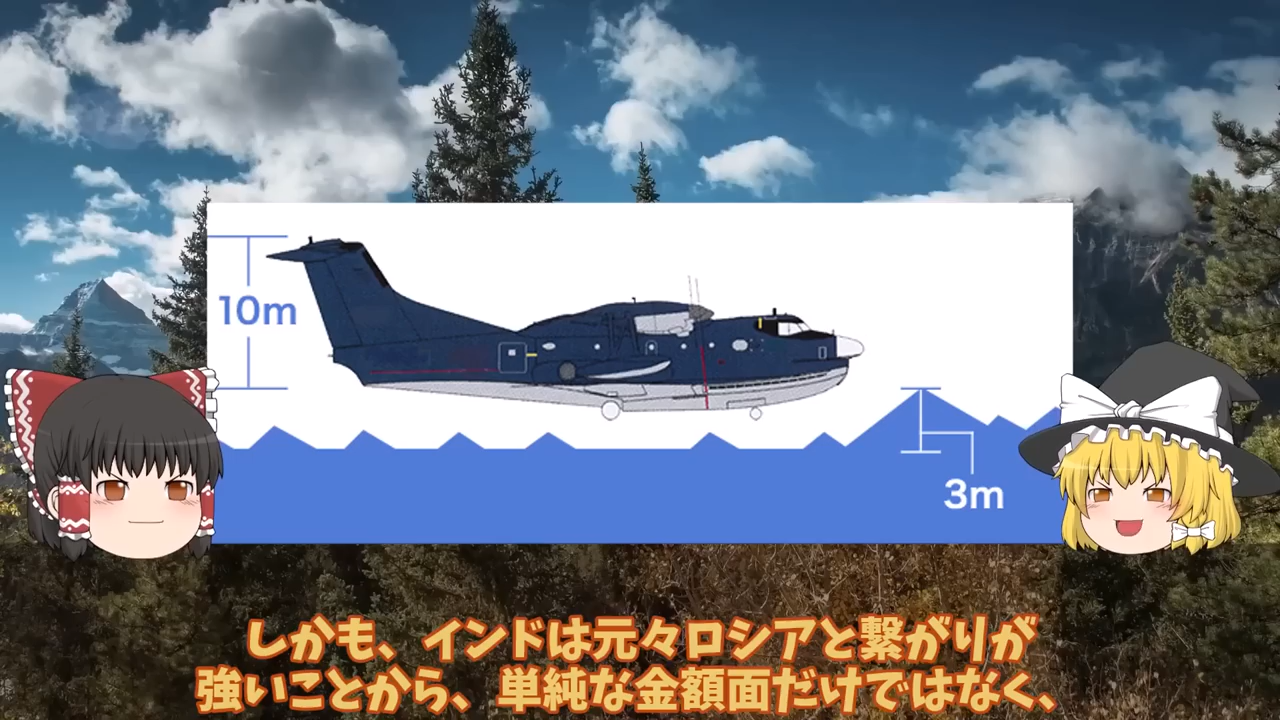 10m
3m
しかも、インドは元々ロシアと繋がりが
強いことから、単純な金額面だけではなく、